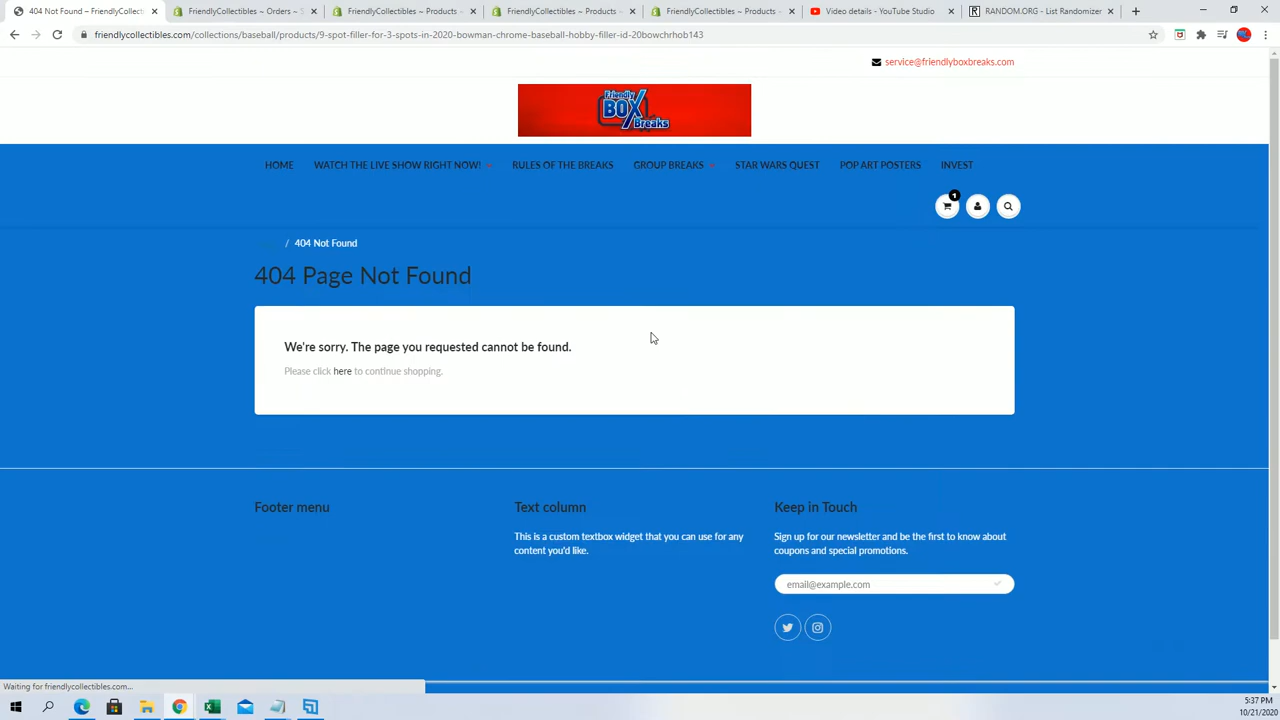 404 Not Found – FriendlyCollecti
FriendlyCollectibles ~ Orders ~ S
FriendlyCollectibles ~ Products ~
FriendlyCollectibles ~ Products ~
FriendlyCollectibles ~ Products ~
Video details - YouTube Studio
RANDOM.ORG - List Randomizer
friendlycollectibles.com/collections/baseball/products/9-spot-filler-for-3-spots-in-2020-bowman-chrome-baseball-hobby-filler-id-20bowchrhob143
service@friendlyboxbreaks.com
Friendly
BOX
Breaks
HOME
WATCH THE LIVE SHOW RIGHT NOW!
RULES OF THE BREAKS
GROUP BREAKS
STAR WARS QUEST
POP ART POSTERS
INVEST
1
/ 404 Not Found
404 Page Not Found
We're sorry. The page you requested cannot be found.
Please click here to continue shopping.
Footer menu
Text column
This is a custom textbox widget that you can use for any
content you'd like.
Keep in Touch
Sign up for our newsletter and be the first to know about
coupons and special promotions.
email@example.com
Waiting for friendlycollectibles.com...
5:37 PM
10/21/2020